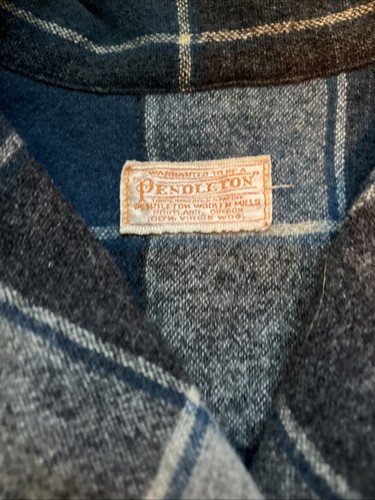 WARRANTED TO BE A
"PENDLETON"
PENDLETON WOOLEN MILLS
PORTLAND, OREGON
100% VIRGIN WOOL